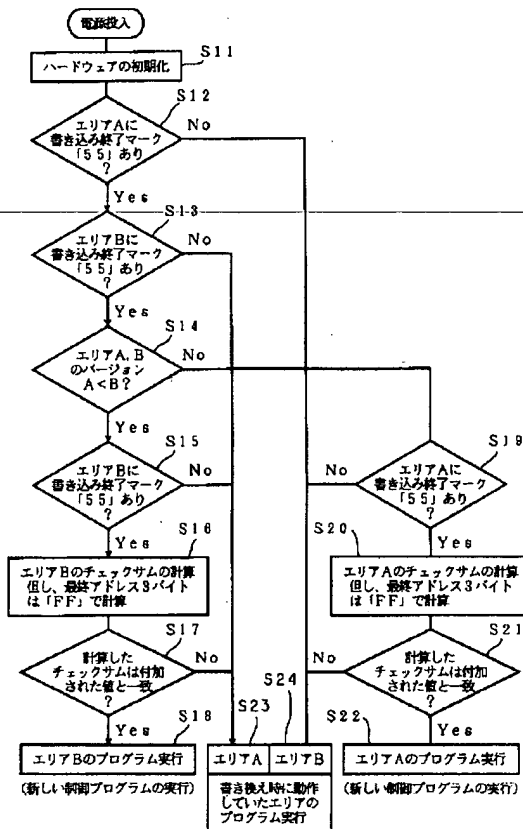 電源投入
S11
ハードウェアの初期化
S12
エリアAに
書き込み終了マーク
「55」あり
?
No
Yes
S13
エリアBに
書き込み終了マーク
「55」あり
?
No
Yes
S14
エリアA,B
のバージョン
A<B?
No
Yes
S15
エリアBに
書き込み終了マーク
「55」あり
?
No
Yes
S16
エリアBのチェックサムの計算
但し、最終アドレス3バイト
は「FF」で計算
S17
計算した
チェックサムは付加
された値と一致
?
No
Yes
S18
エリアBのプログラム実行
(新しい制御プログラムの実行)
S19
エリアAに
書き込み終了マーク
「55」あり
?
No
Yes
S20
エリアAのチェックサムの計算
但し、最終アドレス3バイト
は「FF」で計算
S21
計算した
チェックサムは付加
された値と一致
?
No
Yes
S22
エリアAのプログラム実行
(新しい制御プログラムの実行)
S23
エリアA
S24
エリアB
書き換え時に動作
していたエリアの
プログラム実行